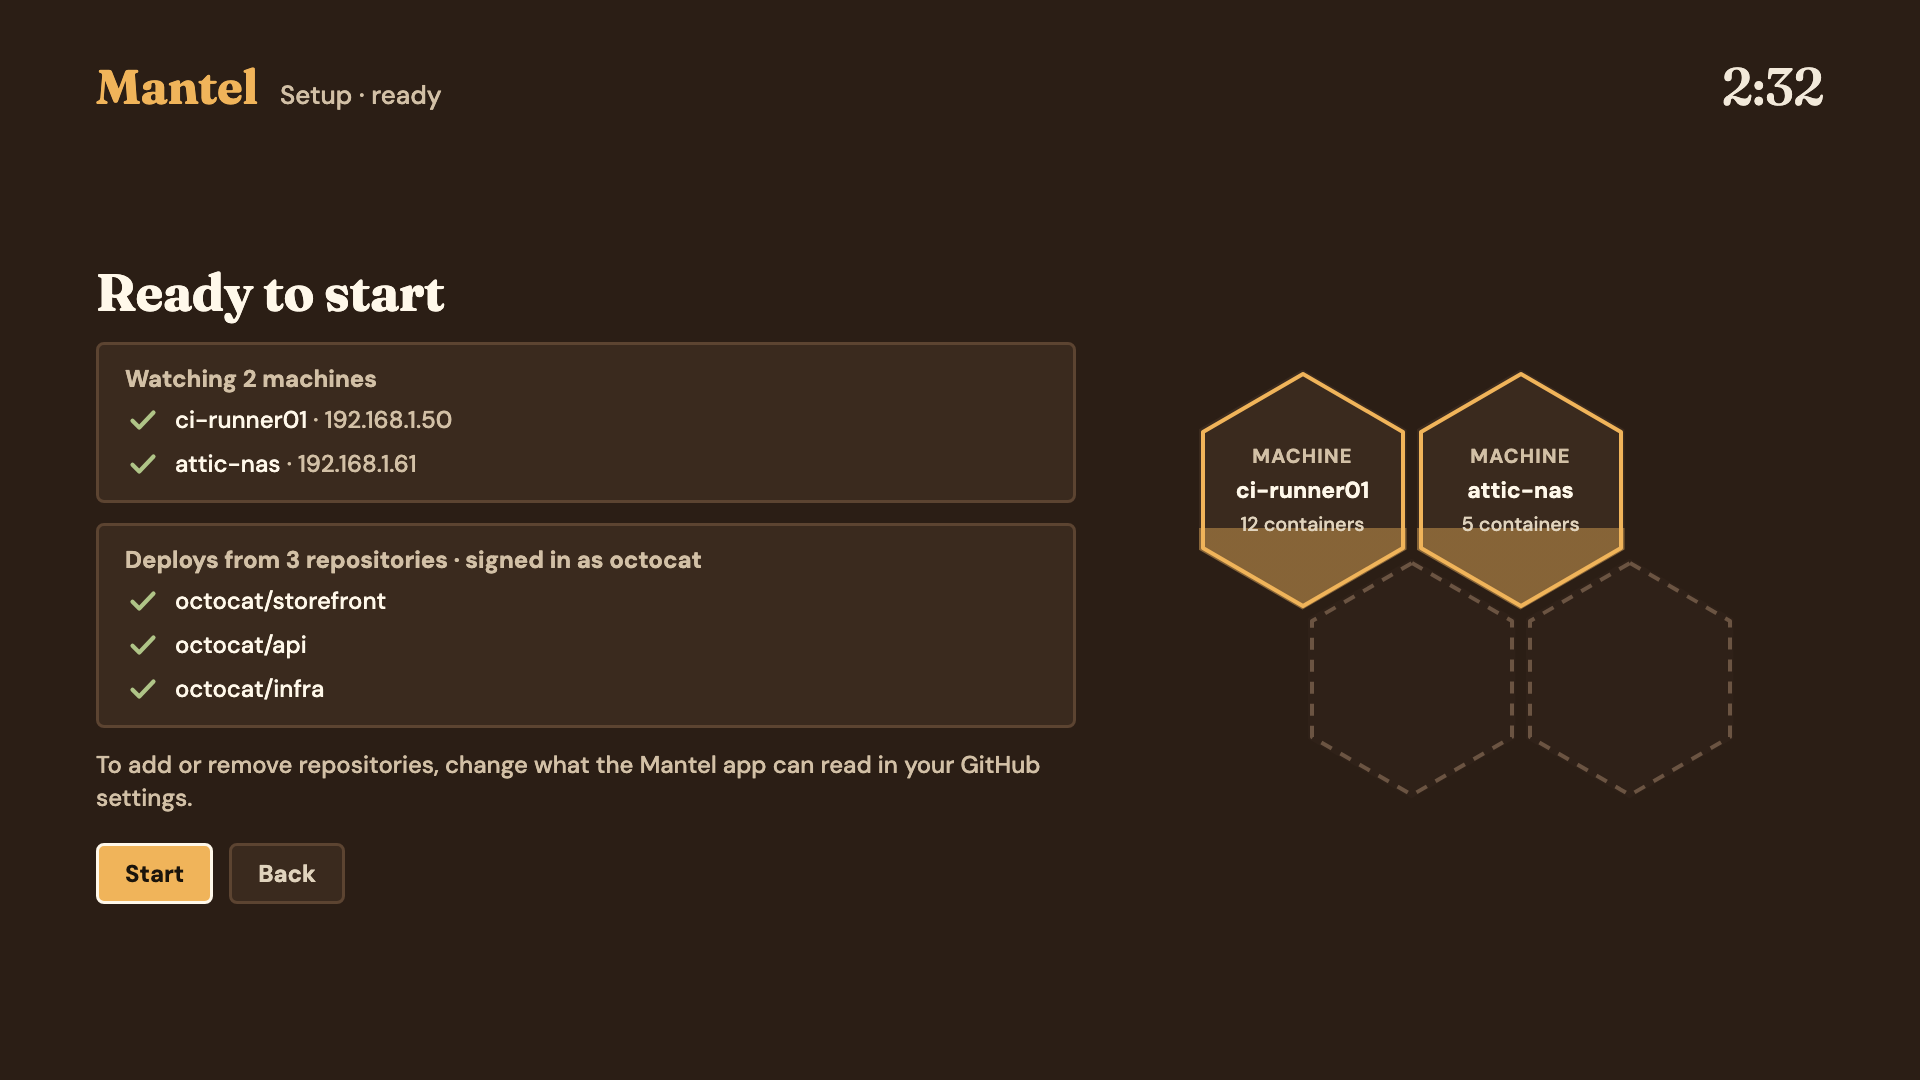 Mantel
Setup · ready
2:32
Ready to start
Watching 2 machines
ci-runner01 · 192.168.1.50
attic-nas · 192.168.1.61
Deploys from 3 repositories · signed in as octocat
octocat/storefront
octocat/api
octocat/infra
To add or remove repositories, change what the Mantel app can read in your GitHub
settings.
Start
Back
MACHINE
ci-runner01
12 containers
MACHINE
attic-nas
5 containers